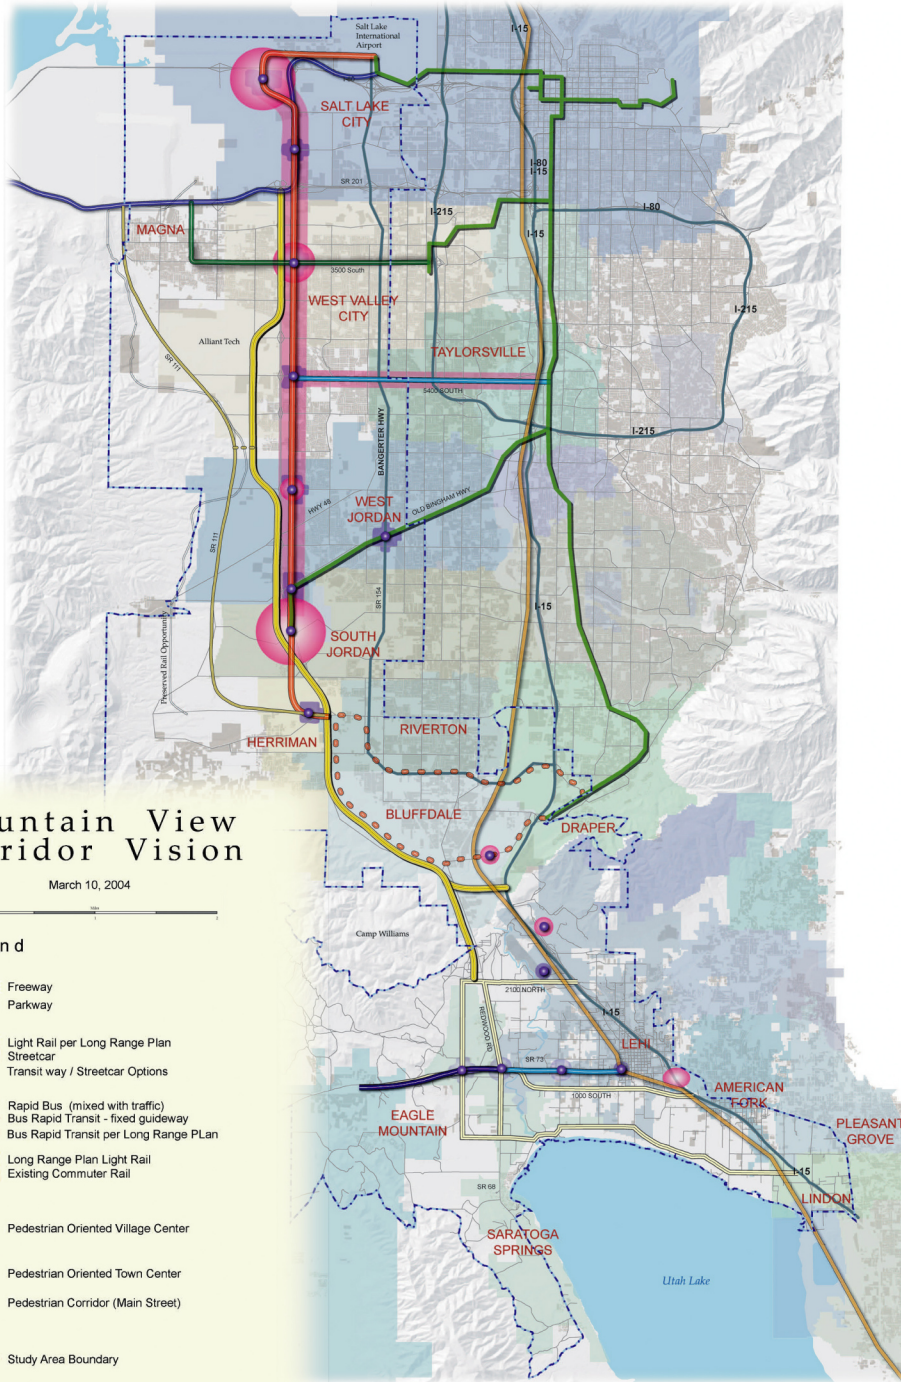 I-15
Salt Lake
International
Airport
SALT LAKE
CITY
I-80
I-15
SR 201
I-215
I-80
MAGNA
I-15
3500 South
WEST VALLEY
CITY
I-215
Alliant Tech
TAYLORSVILLE
SR 111
5400 SOUTH
BANGERTER HWY
I-215
HWY 48
WEST
JORDAN
OLD BINGHAM HWY
SR 111
SR 154
I-15
Preserved Rail Opportunity
SOUTH
JORDAN
HERRIMAN
RIVERTON
BLUFFDALE
DRAPER
untain View
ridor Vision
March 10, 2004
Miles
nd
Camp Williams
Freeway
Parkway
2100 NORTH
REDWOOD RD
I-15
Light Rail per Long Range Plan
Streetcar
Transit way / Streetcar Options
LEHI
SR 73
1000 SOUTH
AMERICAN
FORK
Rapid Bus (mixed with traffic)
Bus Rapid Transit - fixed guideway
Bus Rapid Transit per Long Range PLan
EAGLE
MOUNTAIN
PLEASANT
GROVE
Long Range Plan Light Rail
Existing Commuter Rail
I-15
SR 68
LINDON
Pedestrian Oriented Village Center
SARATOGA
SPRINGS
Pedestrian Oriented Town Center
Utah Lake
Pedestrian Corridor (Main Street)
Study Area Boundary